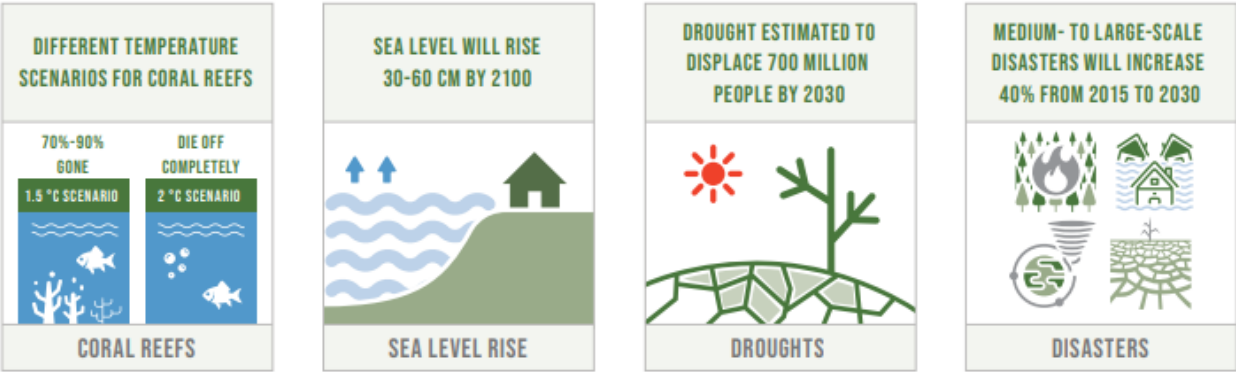 DIFFERENT TEMPERATURE
SCENARIOS FOR CORAL REEFS
70%-90%
GONE
DIE OFF
COMPLETELY
1.5 °C SCENARIO
2 °C SCENARIO
CORAL REEFS
SEA LEVEL WILL RISE
30-60 CM BY 2100
SEA LEVEL RISE
DROUGHT ESTIMATED TO
DISPLACE 700 MILLION
PEOPLE BY 2030
DROUGHTS
MEDIUM- TO LARGE-SCALE
DISASTERS WILL INCREASE
40% FROM 2015 TO 2030
DISASTERS